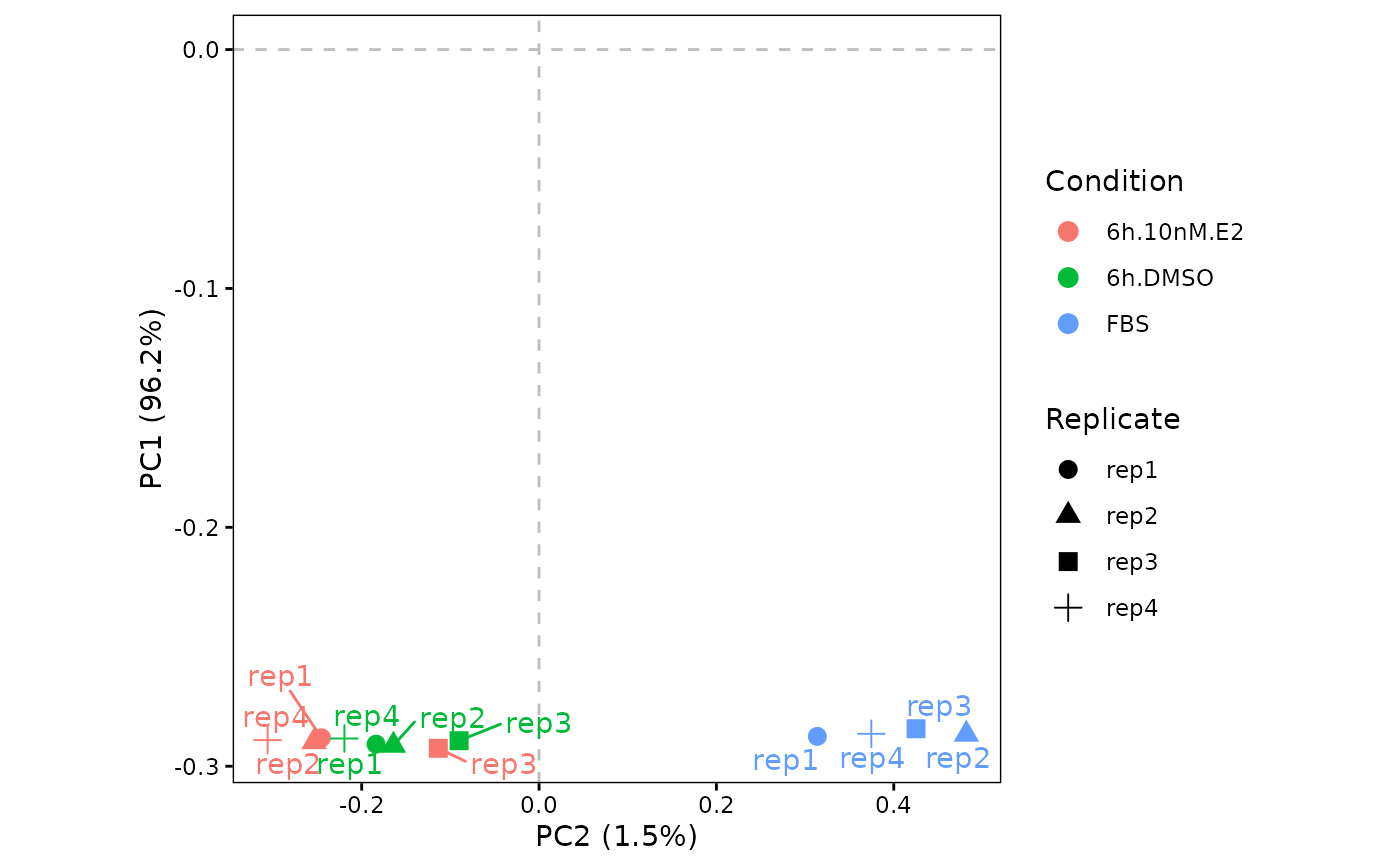 0.0
-0.1
-0.2
-0.3
PC1 (96.2%)
rep1
rep4
rep2
rep4
rep1
rep2
rep3
rep3
rep3
rep1
rep4
rep2
-0.2
0.0
0.2
0.4
PC2 (1.5%)
Condition
6h.10nM.E2
6h.DMSO
FBS
Replicate
rep1
rep2
rep3
rep4